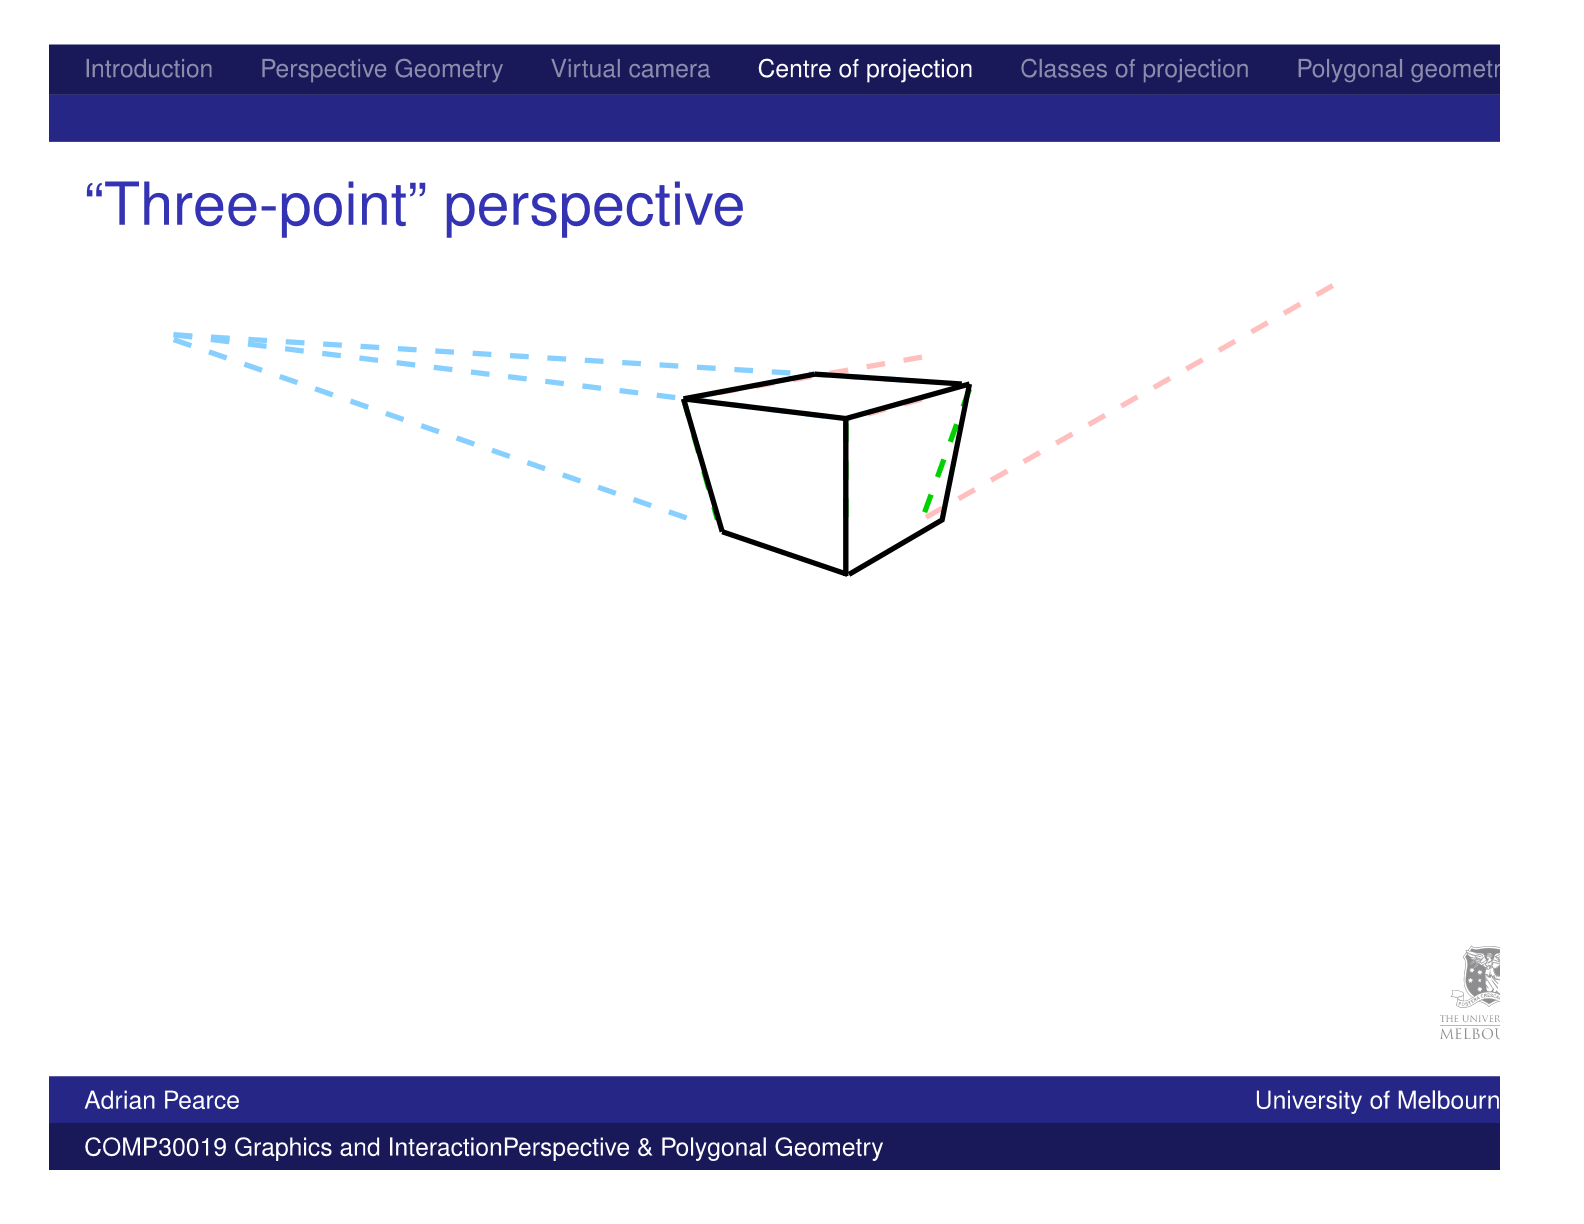 Introduction Perspective Geometry Virtual camera Centre of projection Classes of projection Polygonal geometr
“Three-point” perspective
THE UNIVER
MELBOU
Adrian Pearce University of Melbourn
COMP30019 Graphics and InteractionPerspective & Polygonal Geometry